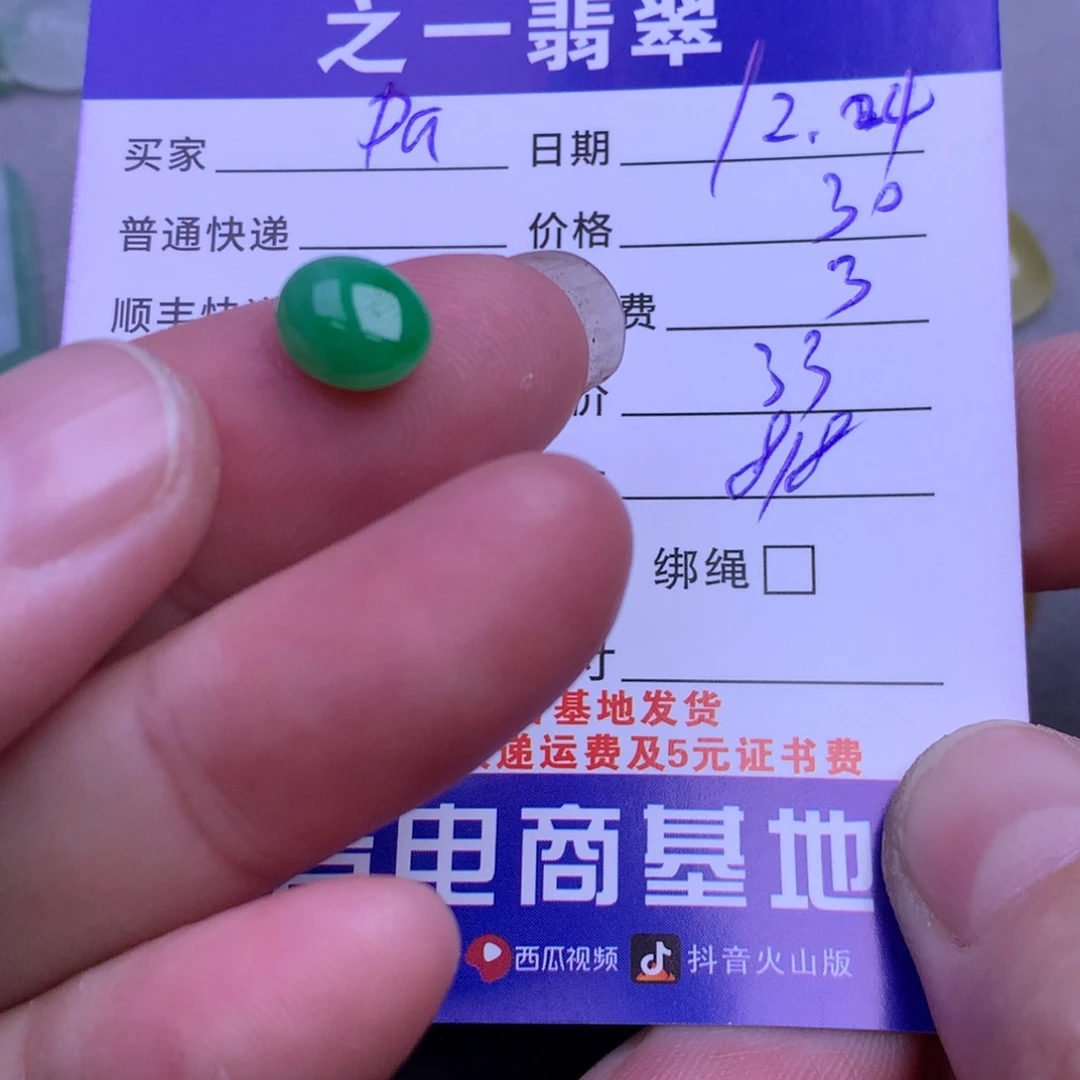 之一翡翠
买家 Da 日期 12.24
普通快递 价格 30
顺丰快递 费 3
价 33
818
绑绳
寸
基地发货
递运费及5元证书费
电商基地
西瓜视频 抖音火山版